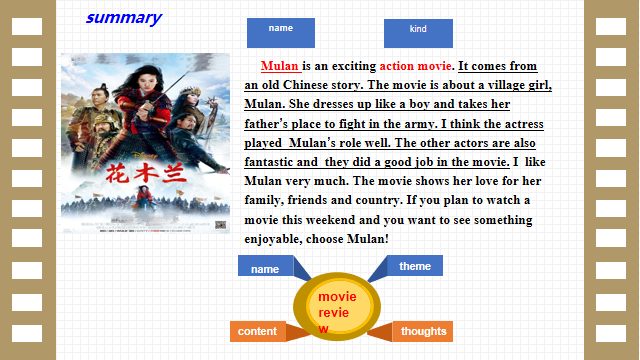 summary
name
kind
Mulan is an exciting action movie. It comes from
an old Chinese story. The movie is about a village girl,
Mulan. She dresses up like a boy and takes her
father's place to fight in the army. I think the actress
played Mulan's role well. The other actors are also
fantastic and they did a good job in the movie. I like
Mulan very much. The movie shows her love for her
family, friends and country. If you plan to watch a
movie this weekend and you want to see something
enjoyable, choose Mulan!
Disney
花木兰
name
theme
movie
revie
w
content
thoughts